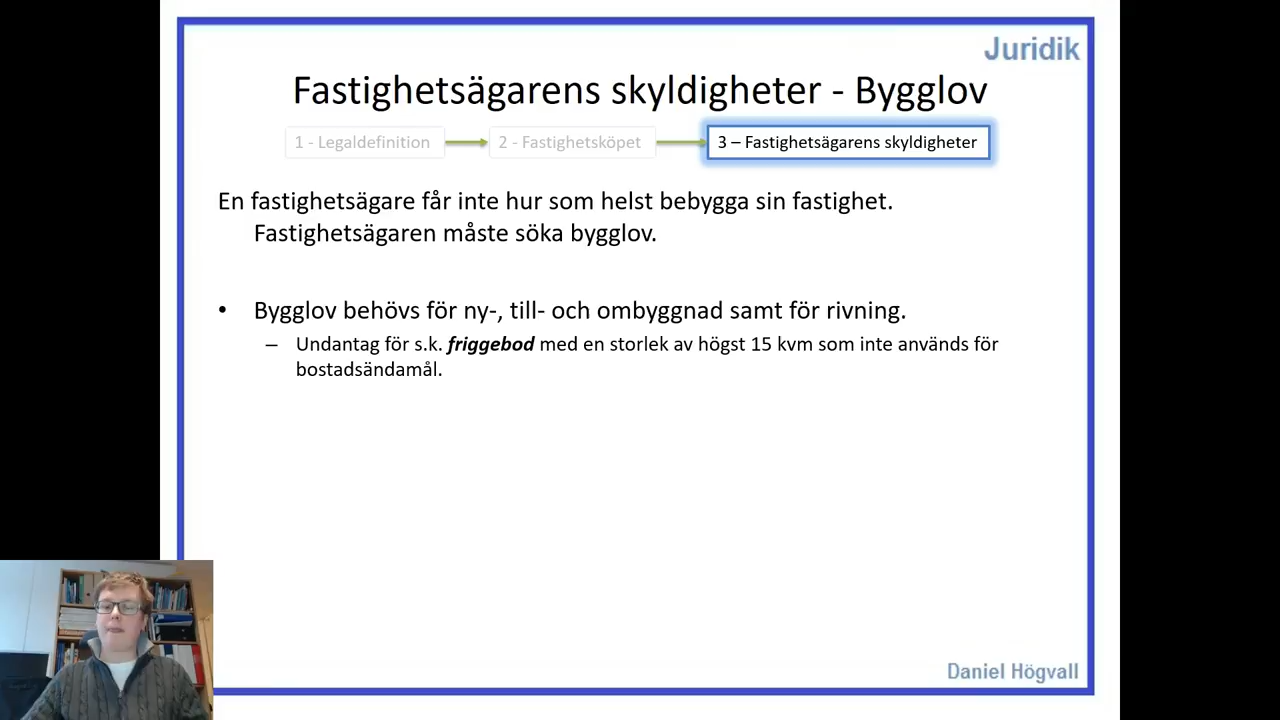 Juridik
Fastighetsägarens skyldigheter - Bygglov
1 - Legaldefinition
2 - Fastighetsköpet
3 – Fastighetsägarens skyldigheter
En fastighetsägare får inte hur som helst bebygga sin fastighet.
Fastighetsägaren måste söka bygglov.
• Bygglov behövs för ny-, till- och ombyggnad samt för rivning.
– Undantag för s.k. friggebod med en storlek av högst 15 kvm som inte används för
bostadsändamål.
Daniel Högvall